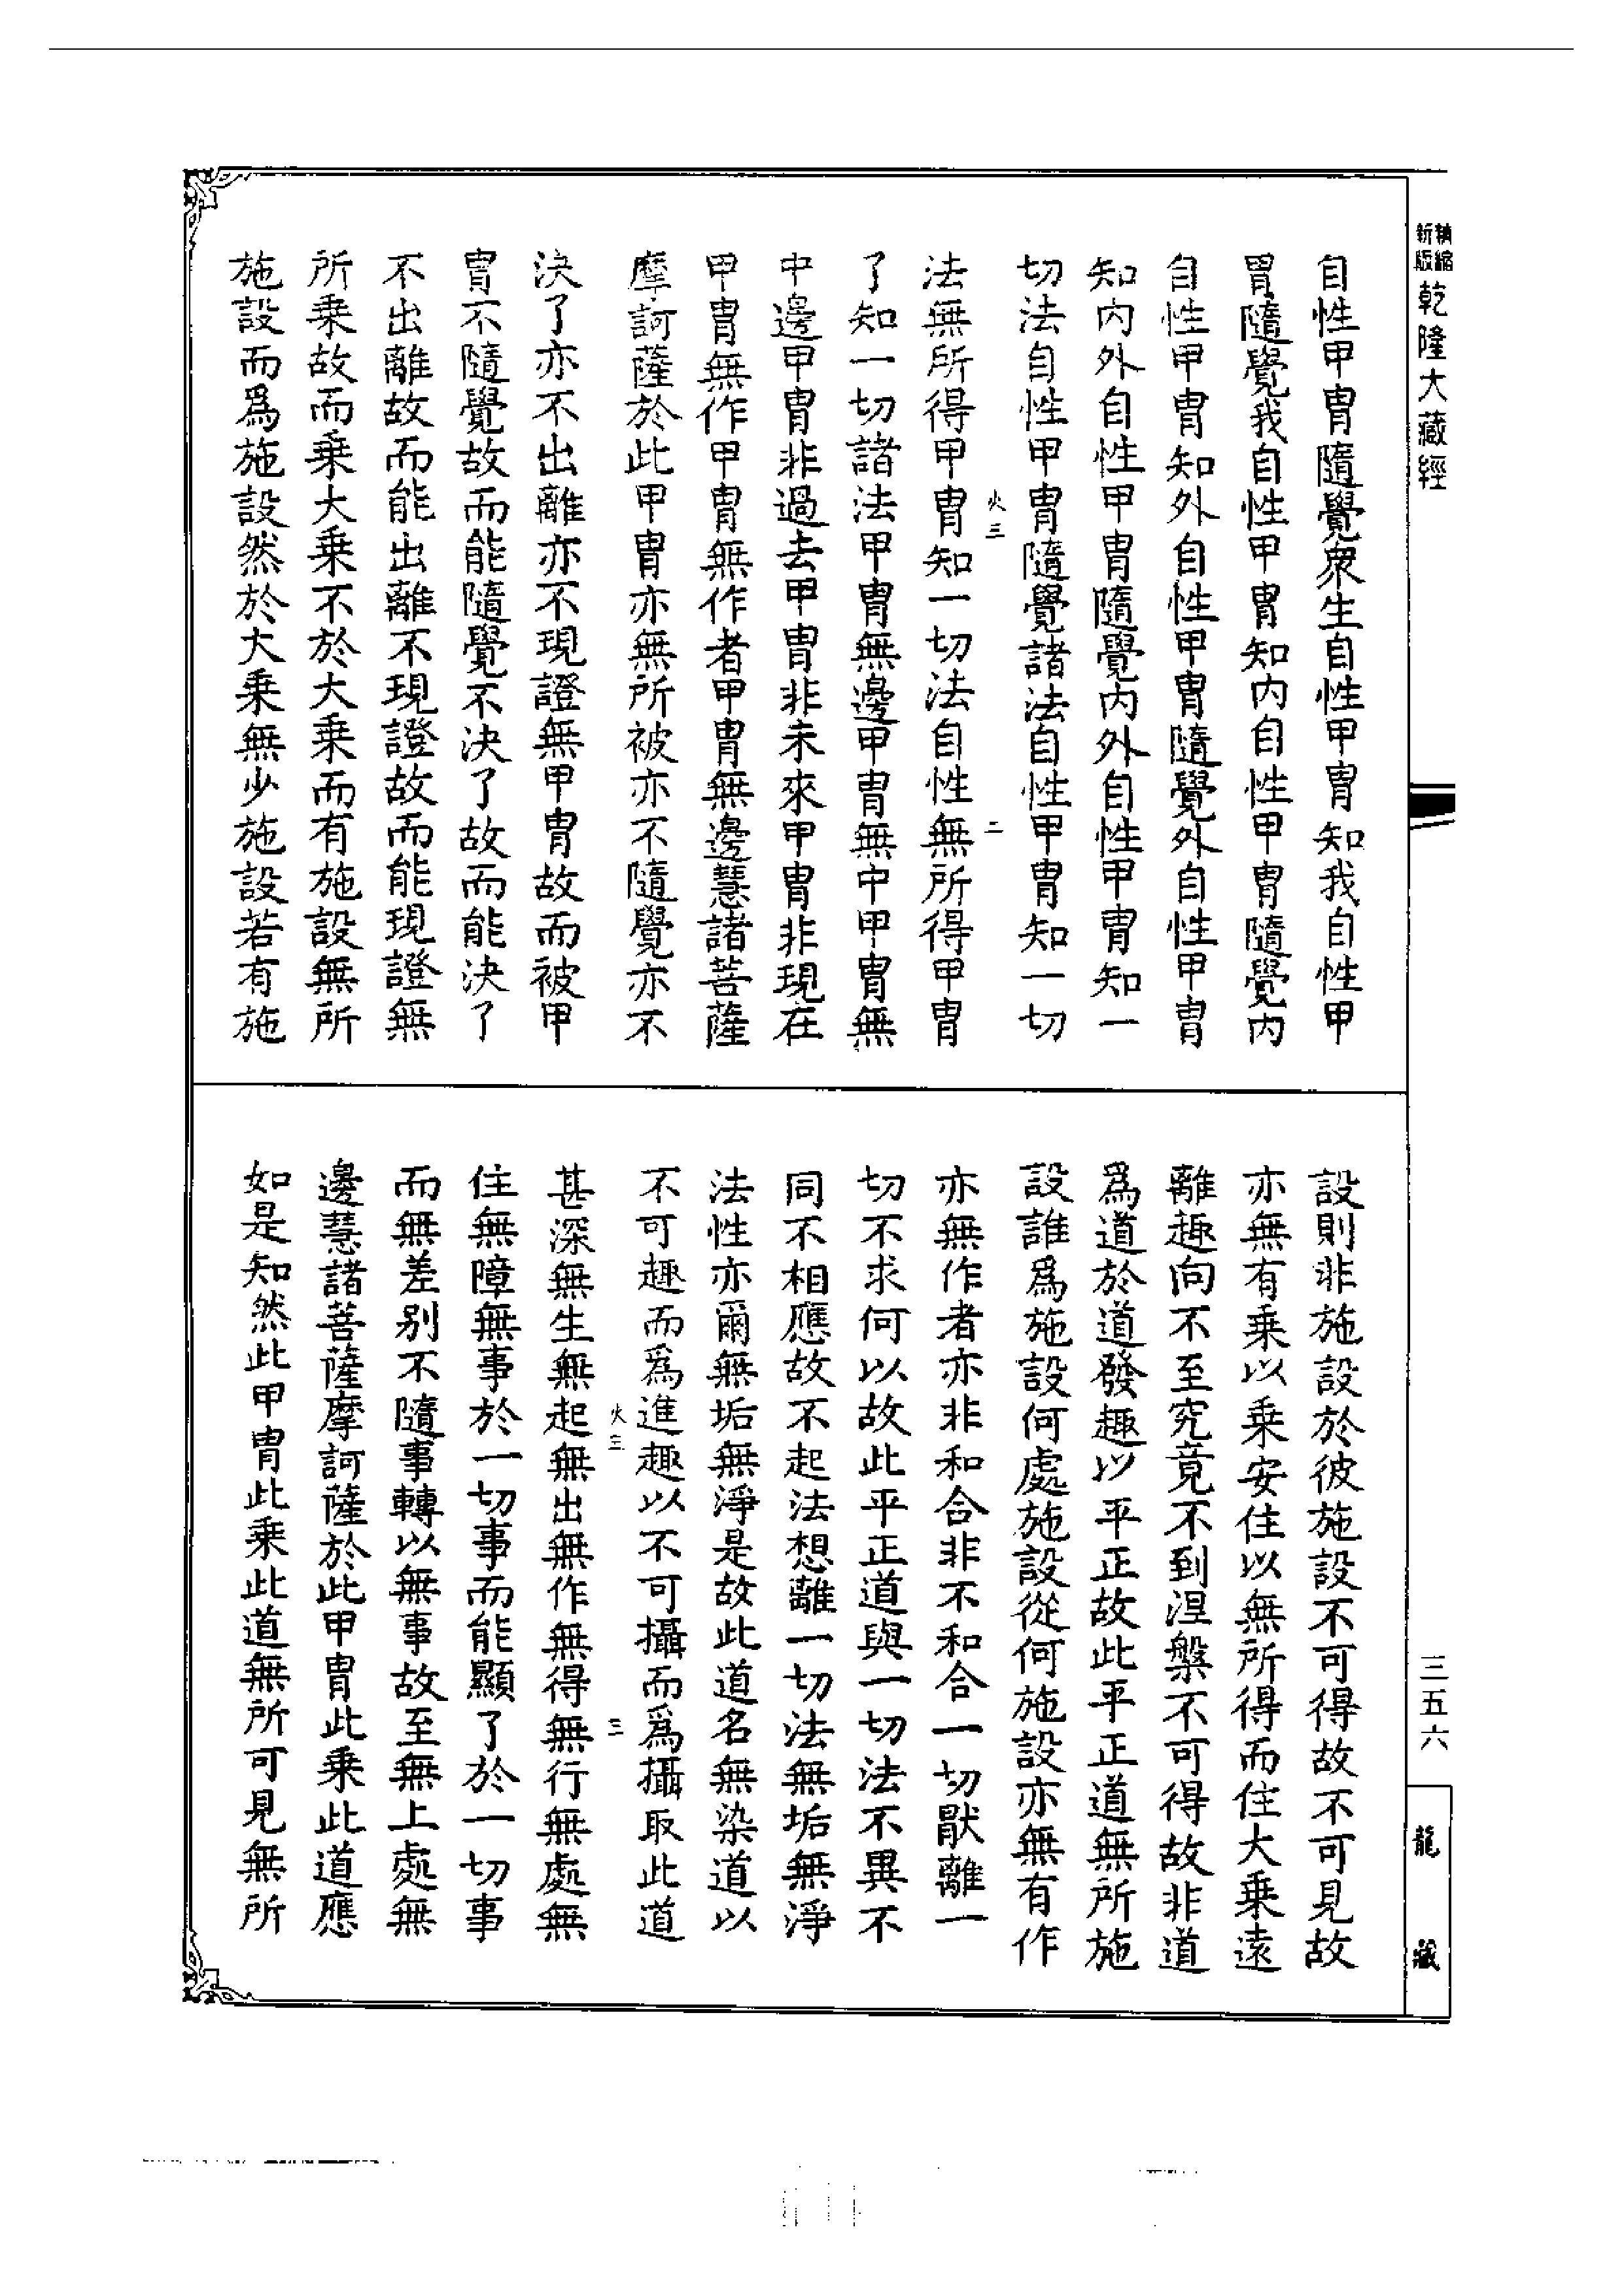 新版精縮乾隆大藏經
自性甲冑隨覺衆生自性甲冑知我自性甲
冑隨覺我自性甲冑知内自性甲冑隨覺内
自性甲冑知外自性甲冑隨覺外自性甲冑
知内外自性甲冑隨覺内外自性甲冑知一
切法自性甲冑隨覺諸法自性甲冑知一切
火三
二
法無所得甲冑知一切法自性無所得甲冑
了知一切諸法甲冑無邊甲冑無中甲冑無
中邊甲冑非過去甲冑非未來甲冑非現在
甲冑無作甲冑無作者甲冑無邊慧諸菩薩
摩訶薩於此甲冑亦無所被亦不隨覺亦不
決了亦不出離亦不現證無甲冑故而被甲
冑不隨覺故而能隨覺不決了故而能決了
不出離故而能出離不現證故而能現證無
所乗故而乗大乗不於大乗而有施設無所
施設而爲施設然於大乗無少施設若有施
設則非施設於彼施設不可得故不可見故
亦無有乗以乗安住以無所得而住大乗遠
離趣向不至究竟不到涅槃不可得故非道
爲道於道發趣以平正故此平正道無所施
設誰爲施設何處施設從何施設亦無有作
亦無作者亦非和合非不和合一切厭離一
切不求何以故此平正道與一切法不異不
同不相應故不起法想離一切法無垢無淨
法性亦爾無垢無淨是故此道名無染道以
不可趣而爲進趣以不可攝而爲攝取此道
火三
三
甚深無生無起無出無作無得無行無處無
住無障無事於一切事而能顯了於一切事
而無差别不隨事轉以無事故至無上處無
邊慧諸菩薩摩訶薩於此甲冑此乗此道應
如是知然此甲冑此乗此道無所可見無所
三五六
龍藏